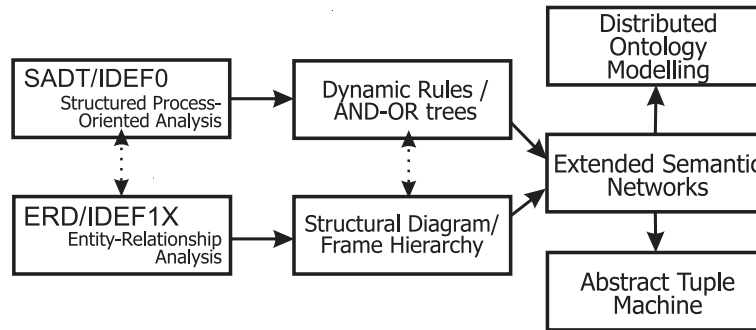 Distributed
Ontology
Modelling
SADT/IDEF0
Structured Process-
Oriented Analysis
Dynamic Rules /
AND-OR trees
Extended Semantic
Networks
ERD/IDEF1X
Entity-Relationship
Analysis
Structural Diagram/
Frame Hierarchy
Abstract Tuple
Machine